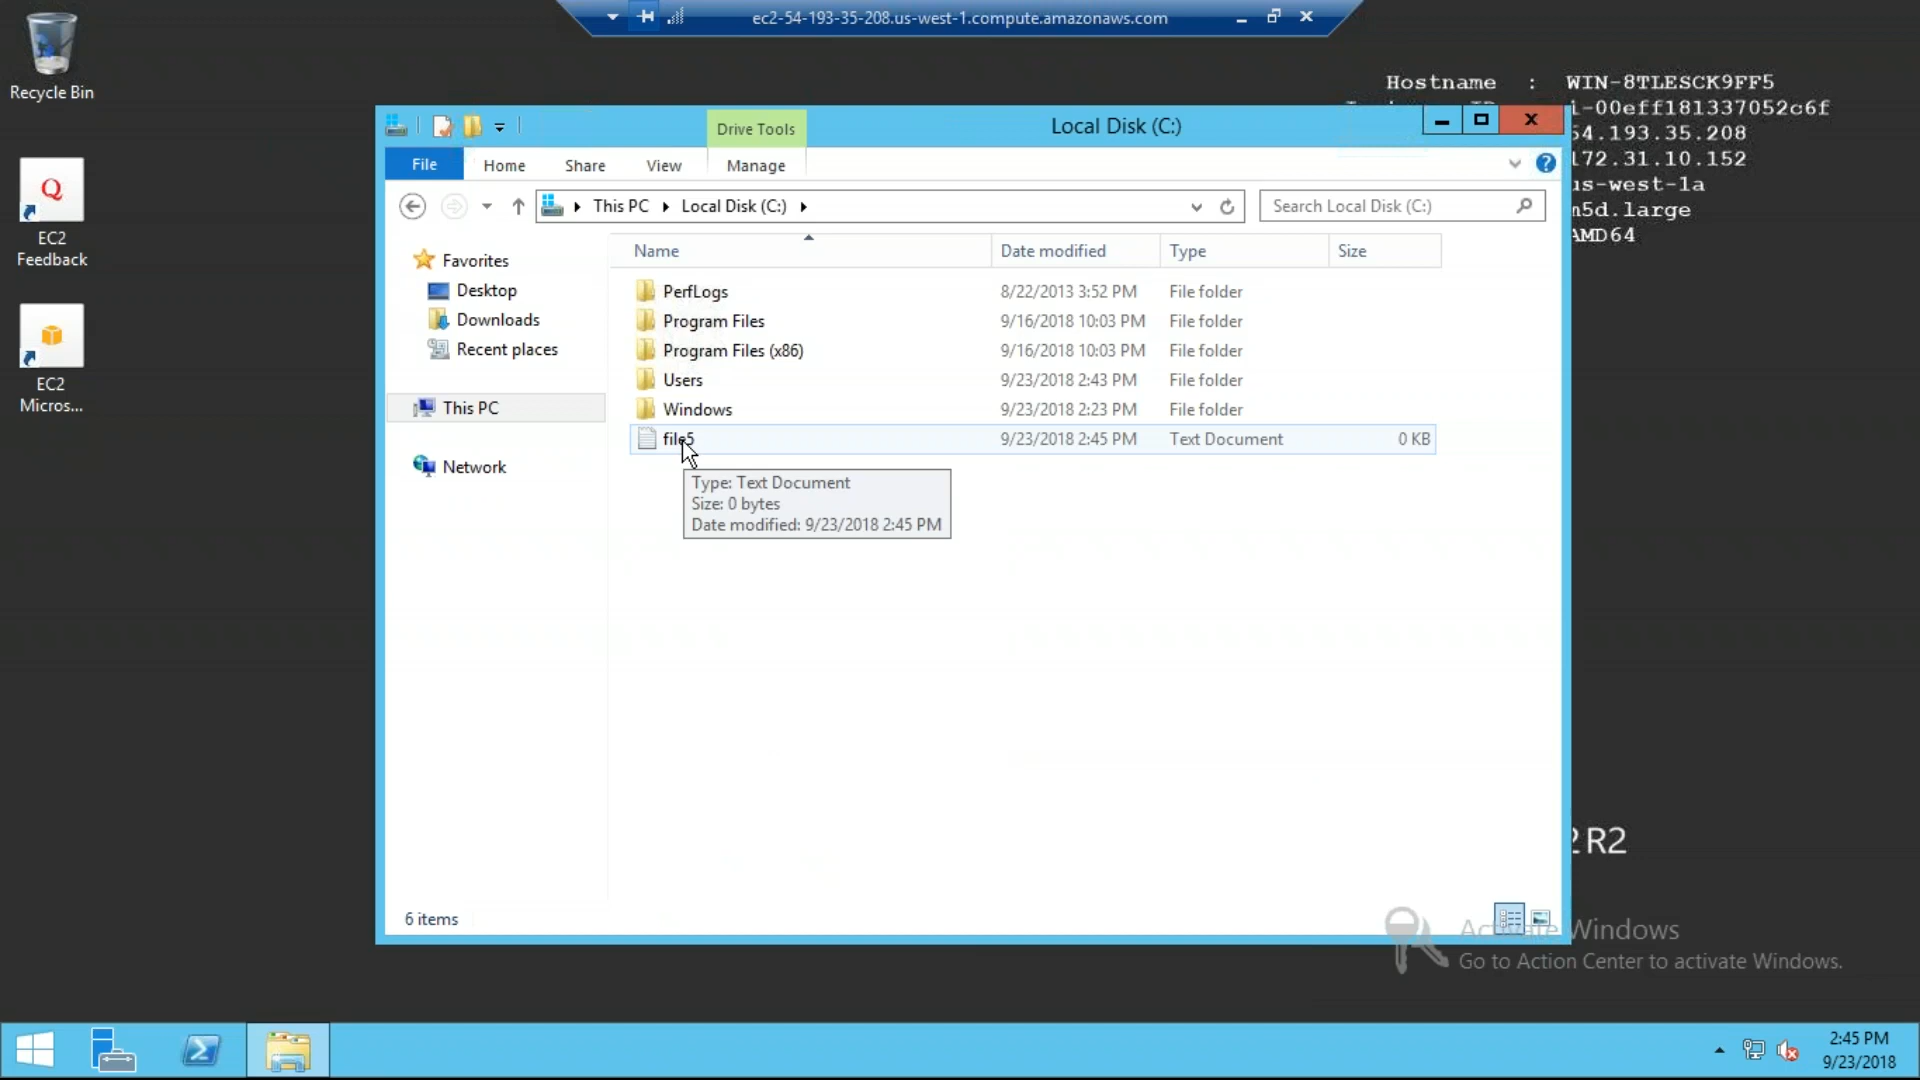 ec2-54-193-35-208.us-west-1.compute.amazonaws.com
Recycle Bin
Hostname : WIN-8TLESCK9FF5
i-00eff181337052c6f
54.193.35.208
172.31.10.152
us-west-1a
m5d.large
AMD64
Drive Tools
Local Disk (C:)
File
Home
Share
View
Manage
This PC
Local Disk (C:)
Search Local Disk (C:)
EC2
Feedback
EC2
Micros...
Favorites
Desktop
Downloads
Recent places
This PC
Network
Name Date modified Type Size
PerfLogs 8/22/2013 3:52 PM File folder
Program Files 9/16/2018 10:03 PM File folder
Program Files (x86) 9/16/2018 10:03 PM File folder
Users 9/23/2018 2:43 PM File folder
Windows 9/23/2018 2:23 PM File folder
file5 9/23/2018 2:45 PM Text Document 0 KB
Type: Text Document
Size: 0 bytes
Date modified: 9/23/2018 2:45 PM
R2
6 items
Activate Windows
Go to Action Center to activate Windows.
2:45 PM
9/23/2018